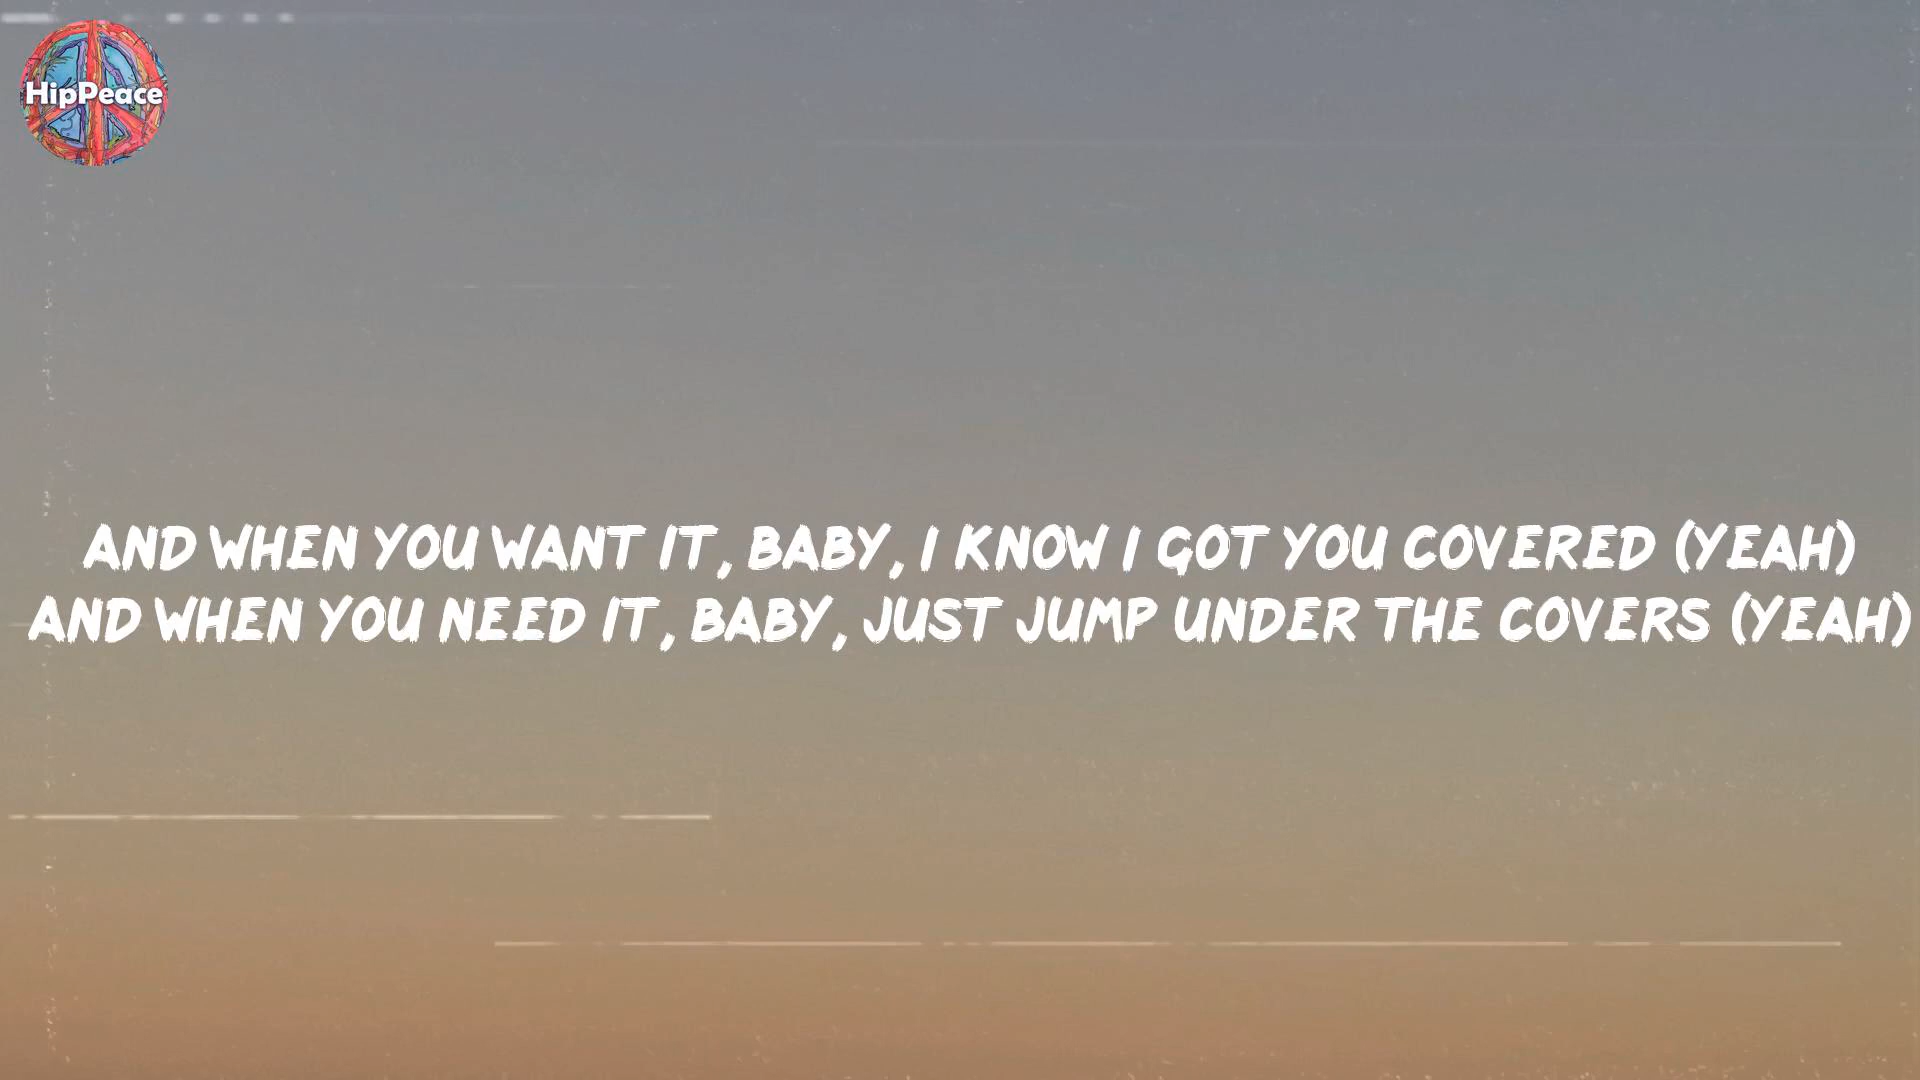 HipPeace
AND WHEN YOU WANT IT, BABY, I KNOW I GOT YOU COVERED (YEAH)
AND WHEN YOU NEED IT, BABY, JUST JUMP UNDER THE COVERS (YEAH)